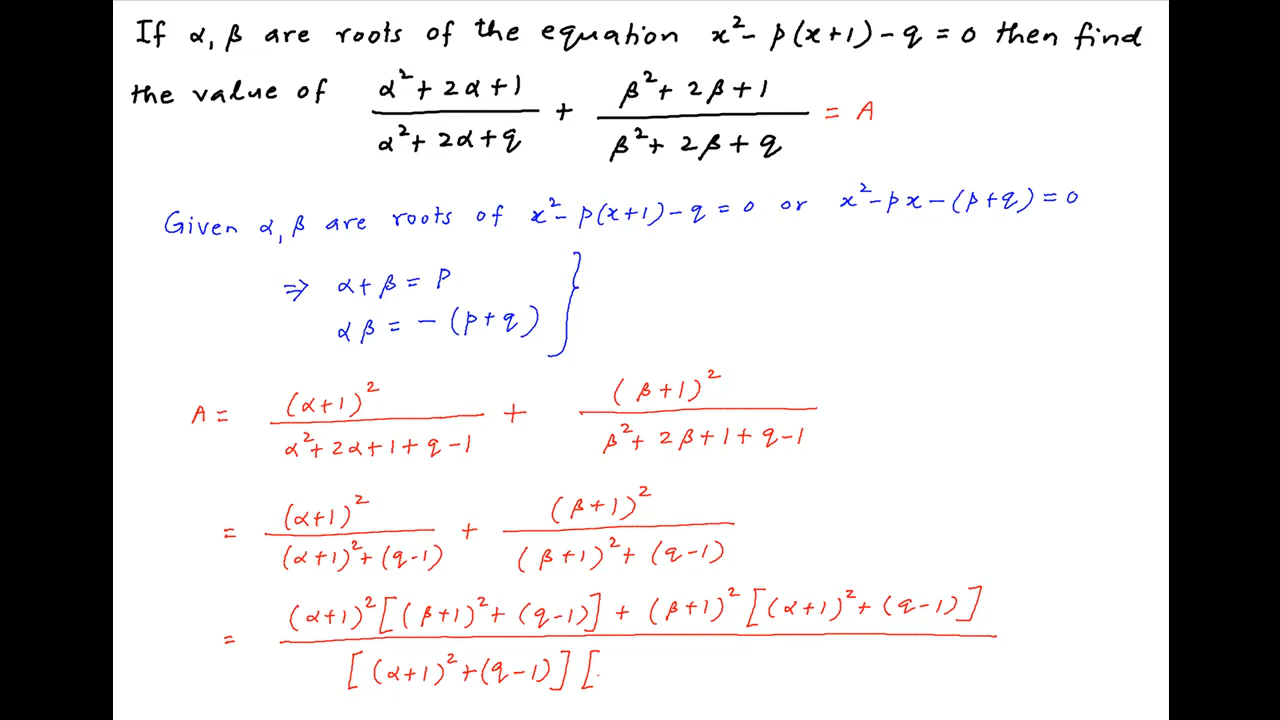 If α, β are roots of the equation x² - p(x+1) - q = 0 then find
the value of (α² + 2α + 1)/(α² + 2α + q) + (β² + 2β + 1)/(β² + 2β + q) = A
Given α, β are roots of x² - p(x+1) - q = 0 or x² - px - (p+q) = 0
⇒ α + β = p
αβ = - (p+q)
A = (α+1)²/(α² + 2α + 1 + q - 1) + (β+1)²/(β² + 2β + 1 + q - 1)
= (α+1)²/((α+1)² + (q-1)) + (β+1)²/((β+1)² + (q-1))
= (α+1)² [(β+1)² + (q-1)] + (β+1)² [(α+1)² + (q-1)]
[(α+1)² + (q-1)] [